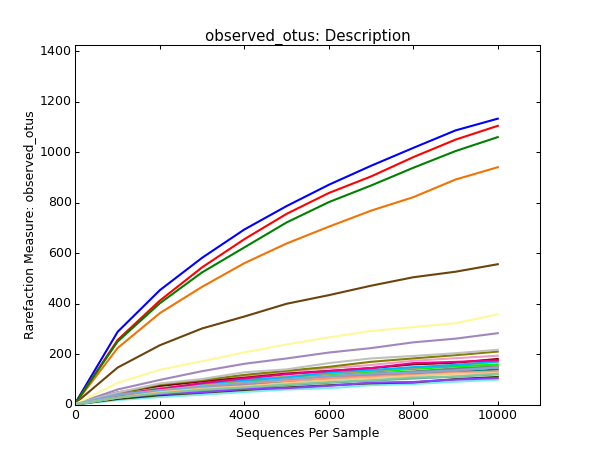 observed_otus: Description
1400
1200
1000
800
600
400
200
0
Rarefaction Measure: observed_otus
0 2000 4000 6000 8000 10000
Sequences Per Sample